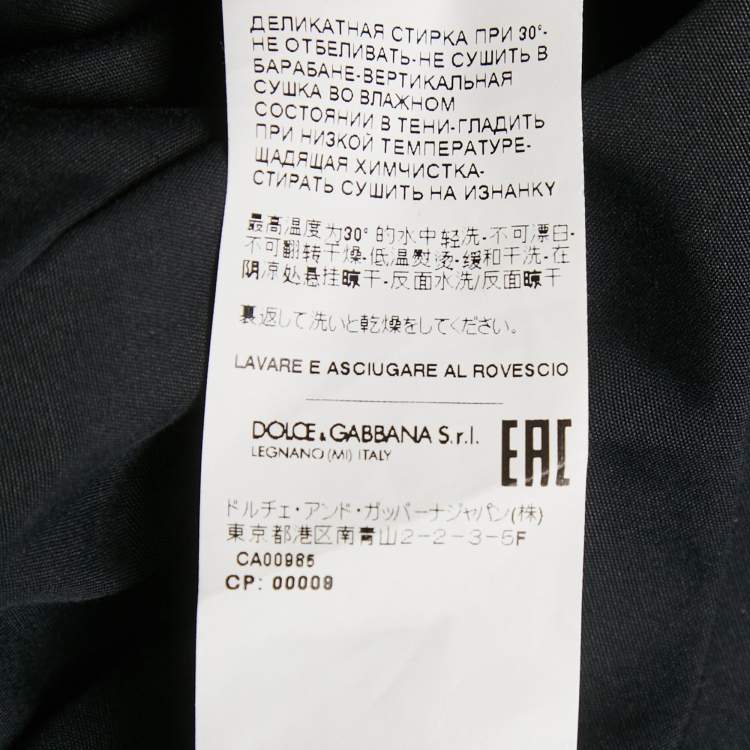 ДЕЛИКАТНАЯ СТИРКА ПРИ 30°-
НЕ ОТБЕЛИВАТЬ-НЕ СУШИТЬ В
БАРАБАНЕ-ВЕРТИКАЛЬНАЯ
СУШКА ВО ВЛАЖНОМ
СОСТОЯНИИ В ТЕНИ-ГЛАДИТЬ
ПРИ НИЗКОЙ ТЕМПЕРАТУРЕ-
ЩАДЯЩАЯ ХИМЧИСТКА-
СТИРАТЬ СУШИТЬ НА ИЗНАНКУ
最高温度为30° 的水中轻洗-不可漂白-
不可翻转干燥-低温熨烫-缓和干洗-在
阴凉处悬挂晾干-反面水洗/反面晾干
裏返して洗いと乾燥をしてください。
LAVARE E ASCIUGARE AL ROVESCIO
DOLCE & GABBANA S.r.l.
LEGNANO (MI) ITALY
EAC
ドルチェ・アンド・ガッバーナジャパン(株)
東京都港区南青山2-2-3-5F
CA00985
CP: 00009